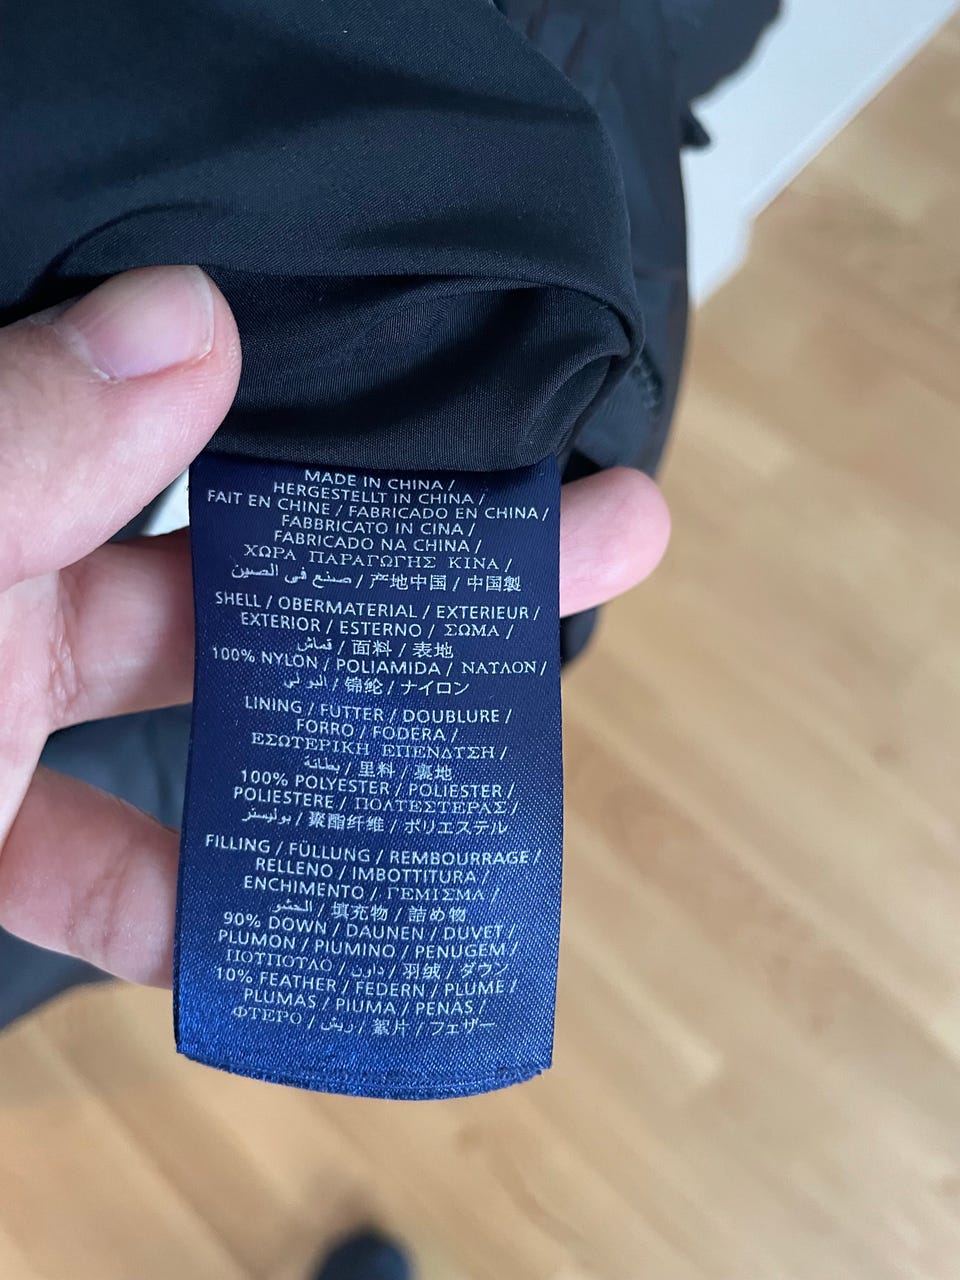 MADE IN CHINA /
HERGESTELLT IN CHINA /
FAIT EN CHINE / FABRICADO EN CHINA /
FABBRICATO IN CINA /
FABRICADO NA CHINA /
ΧΩΡΑ ΠΑΡΑΓΩΓΗΣ ΚΙΝΑ /
صنع في الصين / 产地中国 / 中国製
SHELL / OBERMATERIAL / EXTERIEUR /
EXTERIOR / ESTERNO / ΣΩΜΑ /
قماش / 面料 / 表地
100% NYLON / POLIAMIDA / ΝΑΥΛΟΝ /
/ 锦纶 / ナイロン
LINING / FUTTER / DOUBLURE /
FORRO / FODERA /
ΕΣΩΤΕΡΙΚΗ ΕΠΕΝΔΥΣΗ /
بطانة / 里料 / 裏地
100% POLYESTER / POLIESTER /
POLIESTERE / ΠΟΛΥΕΣΤΕΡΑΣ /
بوليستر / 聚酯纤维 / ポリエステル
FILLING / FÜLLUNG / REMBOURRAGE /
RELLENO / IMBOTTITURA /
ENCHIMENTO / ΓΕΜΙΣΜΑ /
الحشو / 填充物 / 詰め物
90% DOWN / DAUNEN / DUVET /
PLUMON / PIUMINO / PENUGEM /
ΠΟΥΠΟΥΛΟ / داون / 羽绒 / ダウン
10% FEATHER / FEDERN / PLUME /
PLUMAS / PIUMA / PENAS /
ΦΤΕΡΟ / ريش / 絮片 / フェザー